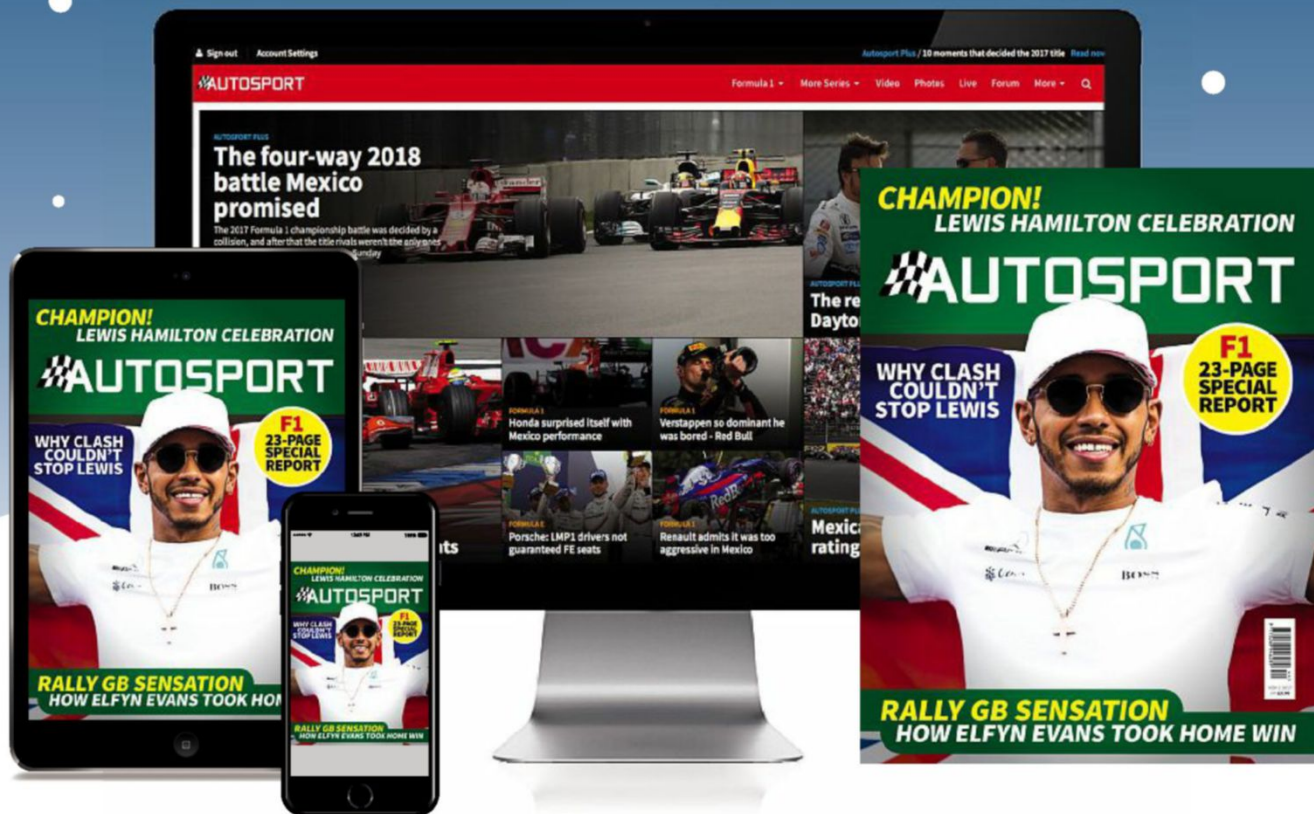 Sign out Account Settings
Autosport Plus / 10 moments that decided the 2017 title Read now
AUTOSPORT
Formula 1 More Series Video Photos Live Forum More
AUTOSPORT PLUS
The four-way 2018
battle Mexico
promised
The 2017 Formula 1 championship battle was decided by a
collision, and after that the title rivals weren't the only ones
Sunday
AUTOSPORT
The re
Dayto
FORMULA 1
Honda surprised itself with
Mexico performance
FORMULA 1
Verstappen so dominant he
was bored - Red Bull
FORMULA E
Porsche: LMP1 drivers not
guaranteed FE seats
FORMULA 1
Renault admits it was too
aggressive in Mexico
AUTOSPORT
Mexic
rating
nts
CHAMPION!
LEWIS HAMILTON CELEBRATION
AUTOSPORT
WHY CLASH
COULDN'T
STOP LEWIS
F1
23-PAGE
SPECIAL
REPORT
BOSS
RALLY GB SENSATION
HOW ELFYN EVANS TOOK HOM
CHAMPION!
LEWIS HAMILTON CELEBRATION
AUTOSPORT
WHY CLASH
COULDN'T
STOP LEWIS
F1
23-PAGE
SPECIAL
REPORT
RALLY GB SENSATION
HOW ELFYN EVANS TOOK HOME WIN
CHAMPION!
LEWIS HAMILTON CELEBRATION
AUTOSPORT
WHY CLASH
COULDN'T
STOP LEWIS
F1
23-PAGE
SPECIAL
REPORT
BOSS
RALLY GB SENSATION
HOW ELFYN EVANS TOOK HOME WIN